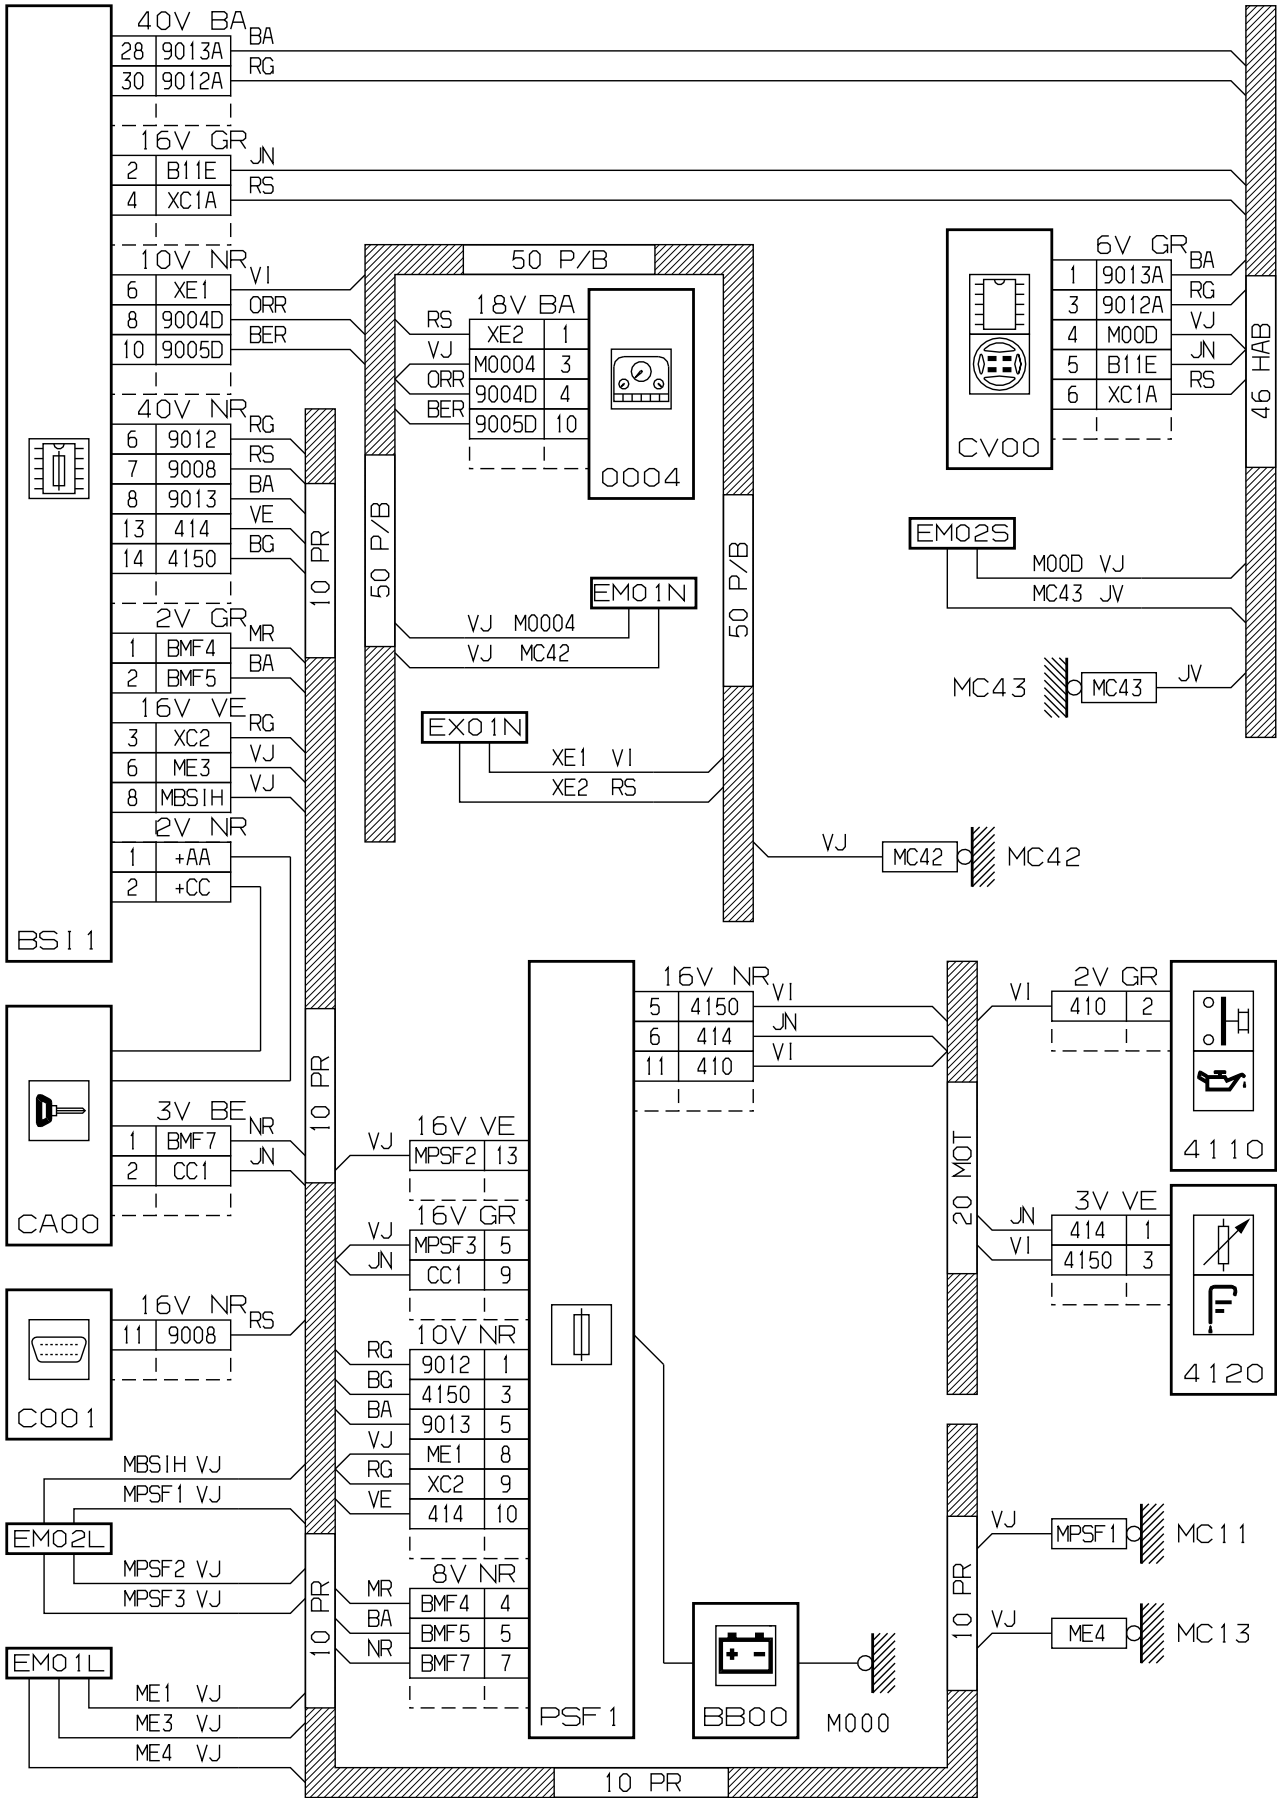 40V BA
28 9013A BA
30 9012A RG
16V GR
2 B11E JN
4 XC1A RS
10V NR
6 XE1 VI
8 9004D ORR
10 9005D BER
40V NR
6 9012 RG
7 9008 RS
8 9013 BA
13 414 VE
14 4150 BG
2V GR
1 BMF4 MR
2 BMF5 BA
16V VE
3 XC2 RG
6 ME3 VJ
8 MBSIH VJ
2V NR
1 +AA
2 +CC
BSI1
10 PR
50 P/B
50 P/B
50 P/B
18V BA
RS XE2 1
VJ M0004 3
ORR 9004D 4
BER 9005D 10
0004
6V GR
1 9013A BA
3 9012A RG
4 M00D VJ
5 B11E JN
6 XC1A RS
CV00
46 HAB
EM02S
M00D VJ
MC43 JV
MC43 MC43 JV
EM01N
VJ M0004
VJ MC42
EX01N
XE1 VI
XE2 RS
VJ MC42 MC42
3V BE
1 BMF7 NR
2 CC1 JN
CA00
10 PR
16V NR
11 9008 RS
C001
MBSIH VJ
MPSF1 VJ
EM02L
MPSF2 VJ
MPSF3 VJ
EM01L
ME1 VJ
ME3 VJ
ME4 VJ
10 PR
16V NR
5 4150 VI
6 414 JN
11 410 VI
16V VE
VJ MPSF2 13
16V GR
VJ MPSF3 5
JN CC1 9
10V NR
RG 9012 1
BG 4150 3
BA 9013 5
VJ ME1 8
RG XC2 9
VE 414 10
8V NR
MR BMF4 4
BA BMF5 5
NR BMF7 7
PSF1
BB00
M000
10 PR
20 MOT
2V GR
VI 410 2
4110
3V VE
JN 414 1
VI 4150 3
4120
10 PR
VJ MPSF1 MC11
VJ ME4 MC13